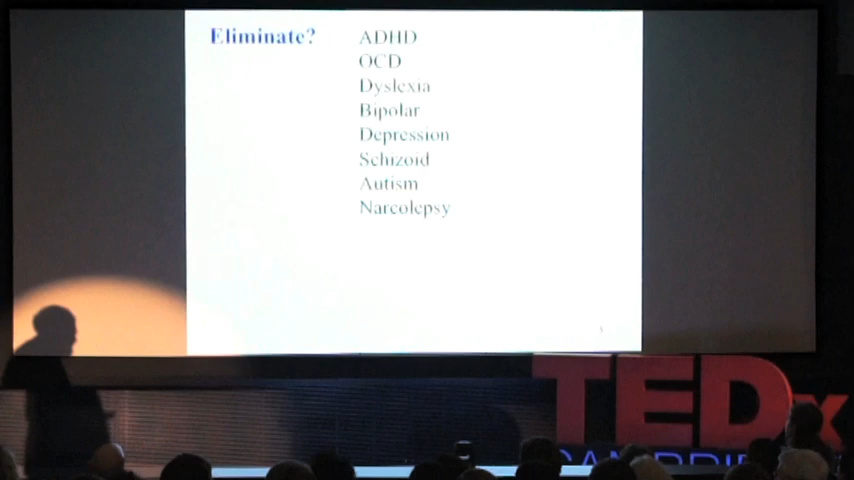 Eliminate? ADHD
OCD
Dyslexia
Bipolar
Depression
Schizoid
Autism
Narcolepsy
TEDx